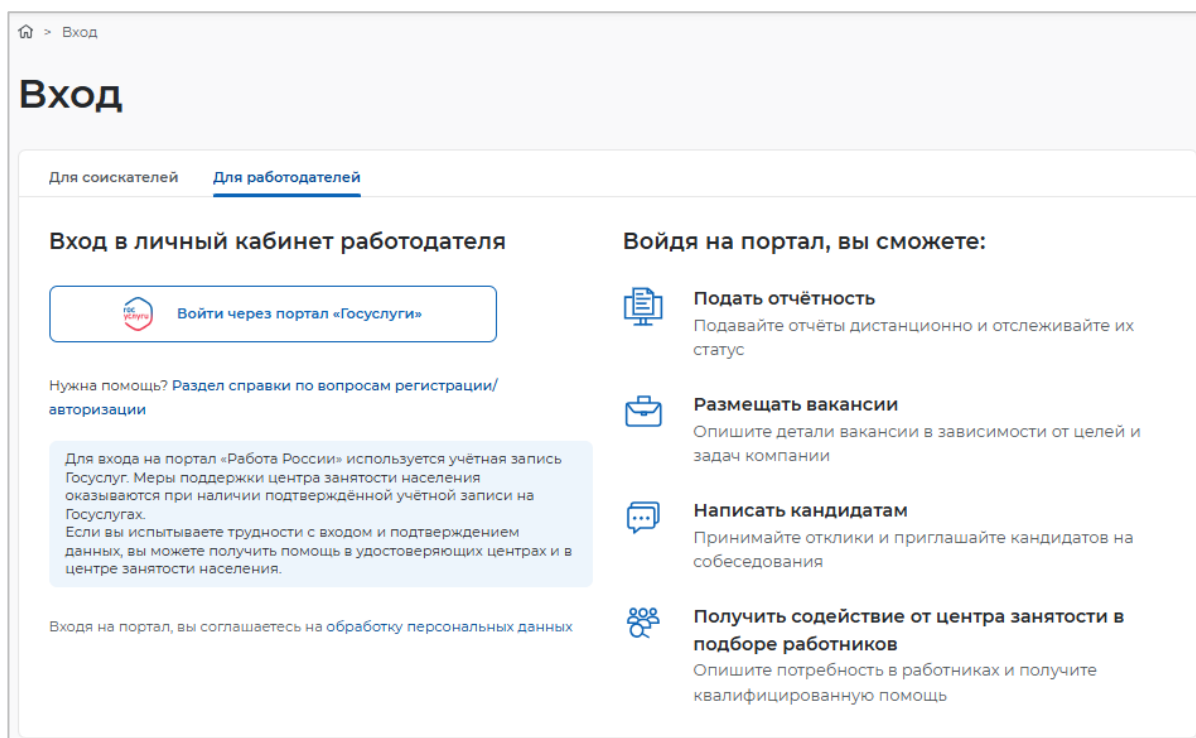 > Вход
Вход
Для соискателей Для работодателей
Вход в личный кабинет работодателя
гос
услуги
Войти через портал «Госуслуги»
Нужна помощь? Раздел справки по вопросам регистрации/
авторизации
Для входа на портал «Работа России» используется учётная запись
Госуслуг. Меры поддержки центра занятости населения
оказываются при наличии подтверждённой учётной записи на
Госуслугах.
Если вы испытываете трудности с входом и подтверждением
данных, вы можете получить помощь в удостоверяющих центрах и в
центре занятости населения.
Входя на портал, вы соглашаетесь на обработку персональных данных
Войдя на портал, вы сможете:
Подать отчётность
Подавайте отчёты дистанционно и отслеживайте их
статус
Размещать вакансии
Опишите детали вакансии в зависимости от целей и
задач компании
Написать кандидатам
Принимайте отклики и приглашайте кандидатов на
собеседования
Получить содействие от центра занятости в
подборе работников
Опишите потребность в работниках и получите
квалифицированную помощь